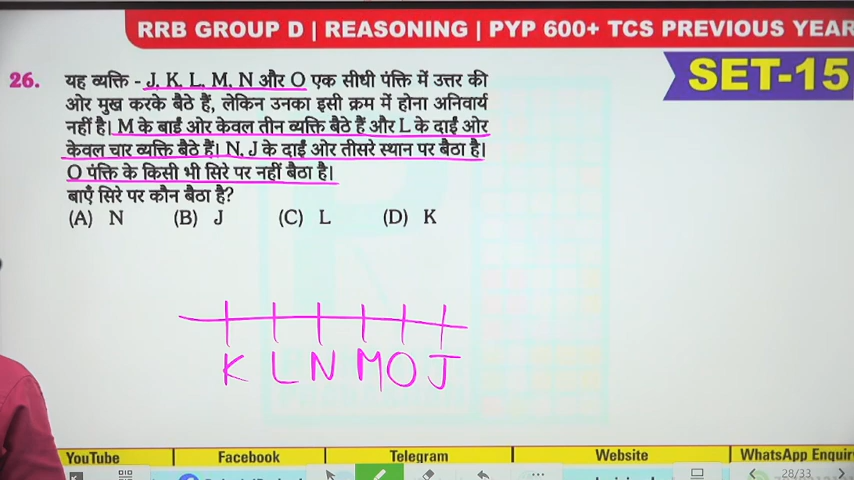 RRB GROUP D | REASONING | PYP 600+ TCS PREVIOUS YEAR
SET-15
26. यह व्यक्ति - J, K, L, M, N और O एक सीधी पंक्ति में उत्तर की
ओर मुख करके बैठे हैं, लेकिन उनका इसी क्रम में होना अनिवार्य
नहीं है। M के बाईं ओर केवल तीन व्यक्ति बैठे हैं और L के दाईं ओर
केवल चार व्यक्ति बैठे हैं। N, J के दाईं ओर तीसरे स्थान पर बैठा है।
O पंक्ति के किसी भी सिरे पर नहीं बैठा है।
बाएँ सिरे पर कौन बैठा है?
(A) N (B) J (C) L (D) K
K L N M O J
YouTube Facebook Telegram Website WhatsApp Enquir
28/33